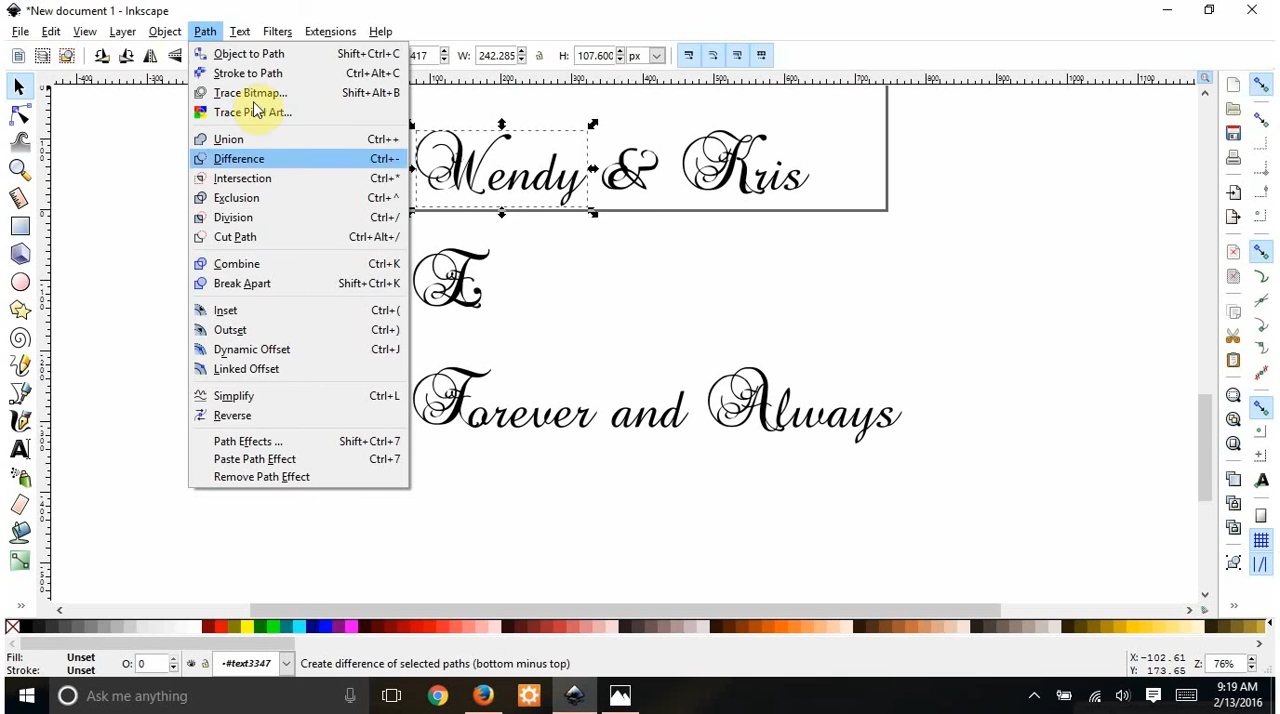 *New document 1 - Inkscape
File Edit View Layer Object Path Text Filters Extensions Help
417 W: 242.285 H: 107.600 px
Object to Path Shift+Ctrl+C
Stroke to Path Ctrl+Alt+C
Trace Bitmap... Shift+Alt+B
Trace Pixel Art...
Union Ctrl++
Difference Ctrl+-
Intersection Ctrl+*
Exclusion Ctrl+^
Division Ctrl+/
Cut Path Ctrl+Alt+/
Combine Ctrl+K
Break Apart Shift+Ctrl+K
Inset Ctrl+(
Outset Ctrl+)
Dynamic Offset Ctrl+J
Linked Offset
Simplify Ctrl+L
Reverse
Path Effects ... Shift+Ctrl+7
Paste Path Effect Ctrl+7
Remove Path Effect
Wendy & Kris
Forever and Always
Fill: Unset
Stroke: Unset
O: 0
#text3347
Create difference of selected paths (bottom minus top)
X: -102.61
Y: 173.65
Z: 76%
Ask me anything
9:19 AM
2/13/2016